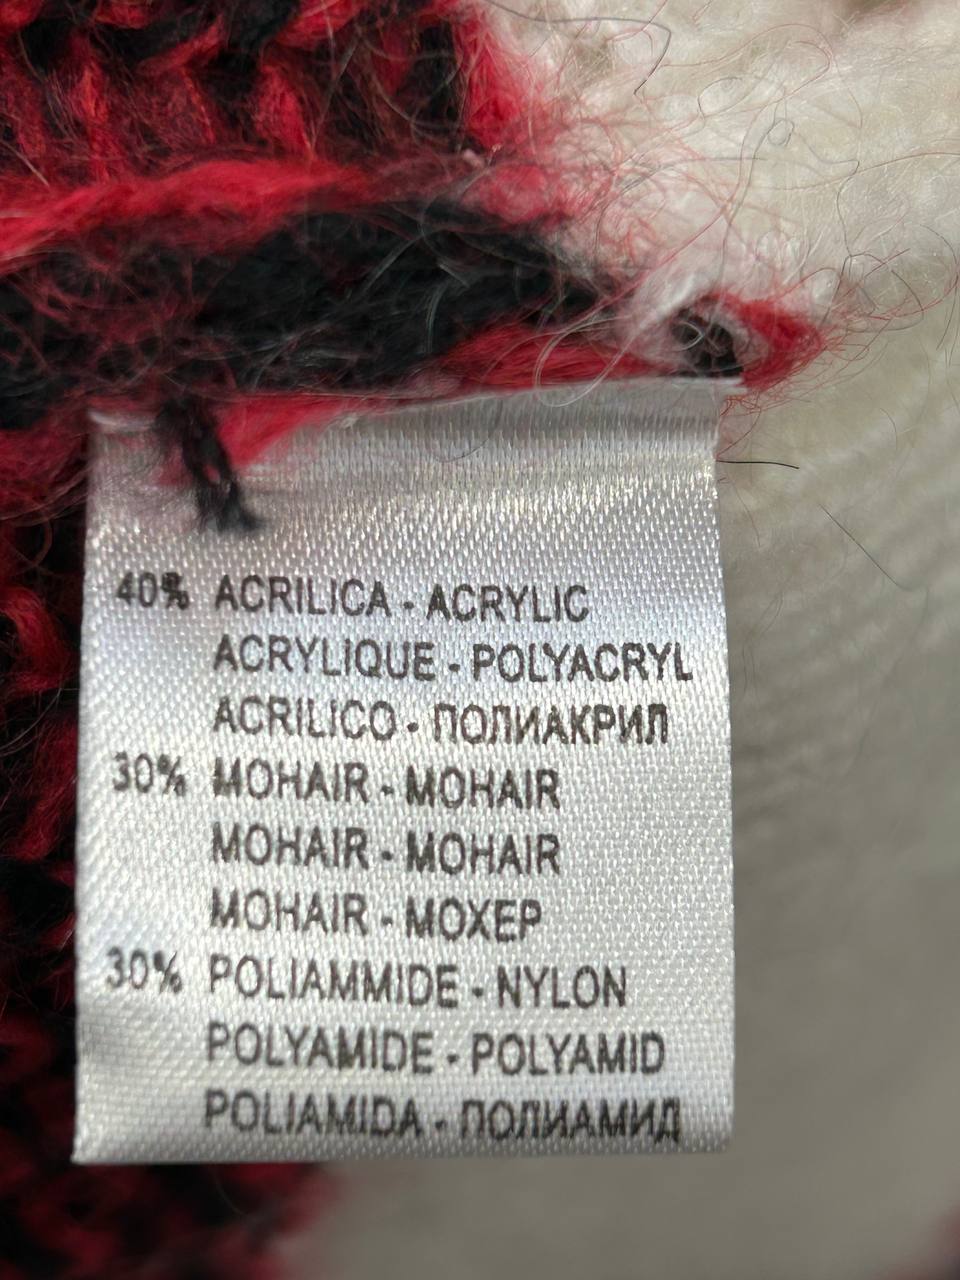 40% ACRILICA - ACRYLIC
ACRYLIQUE - POLYACRYL
ACRILICO - ПОЛИАКРИЛ
30% MOHAIR - MOHAIR
MOHAIR - MOHAIR
MOHAIR - МОХЕР
30% POLIAMMIDE - NYLON
POLYAMIDE - POLYAMID
POLIAMIDA - ПОЛИАМИД